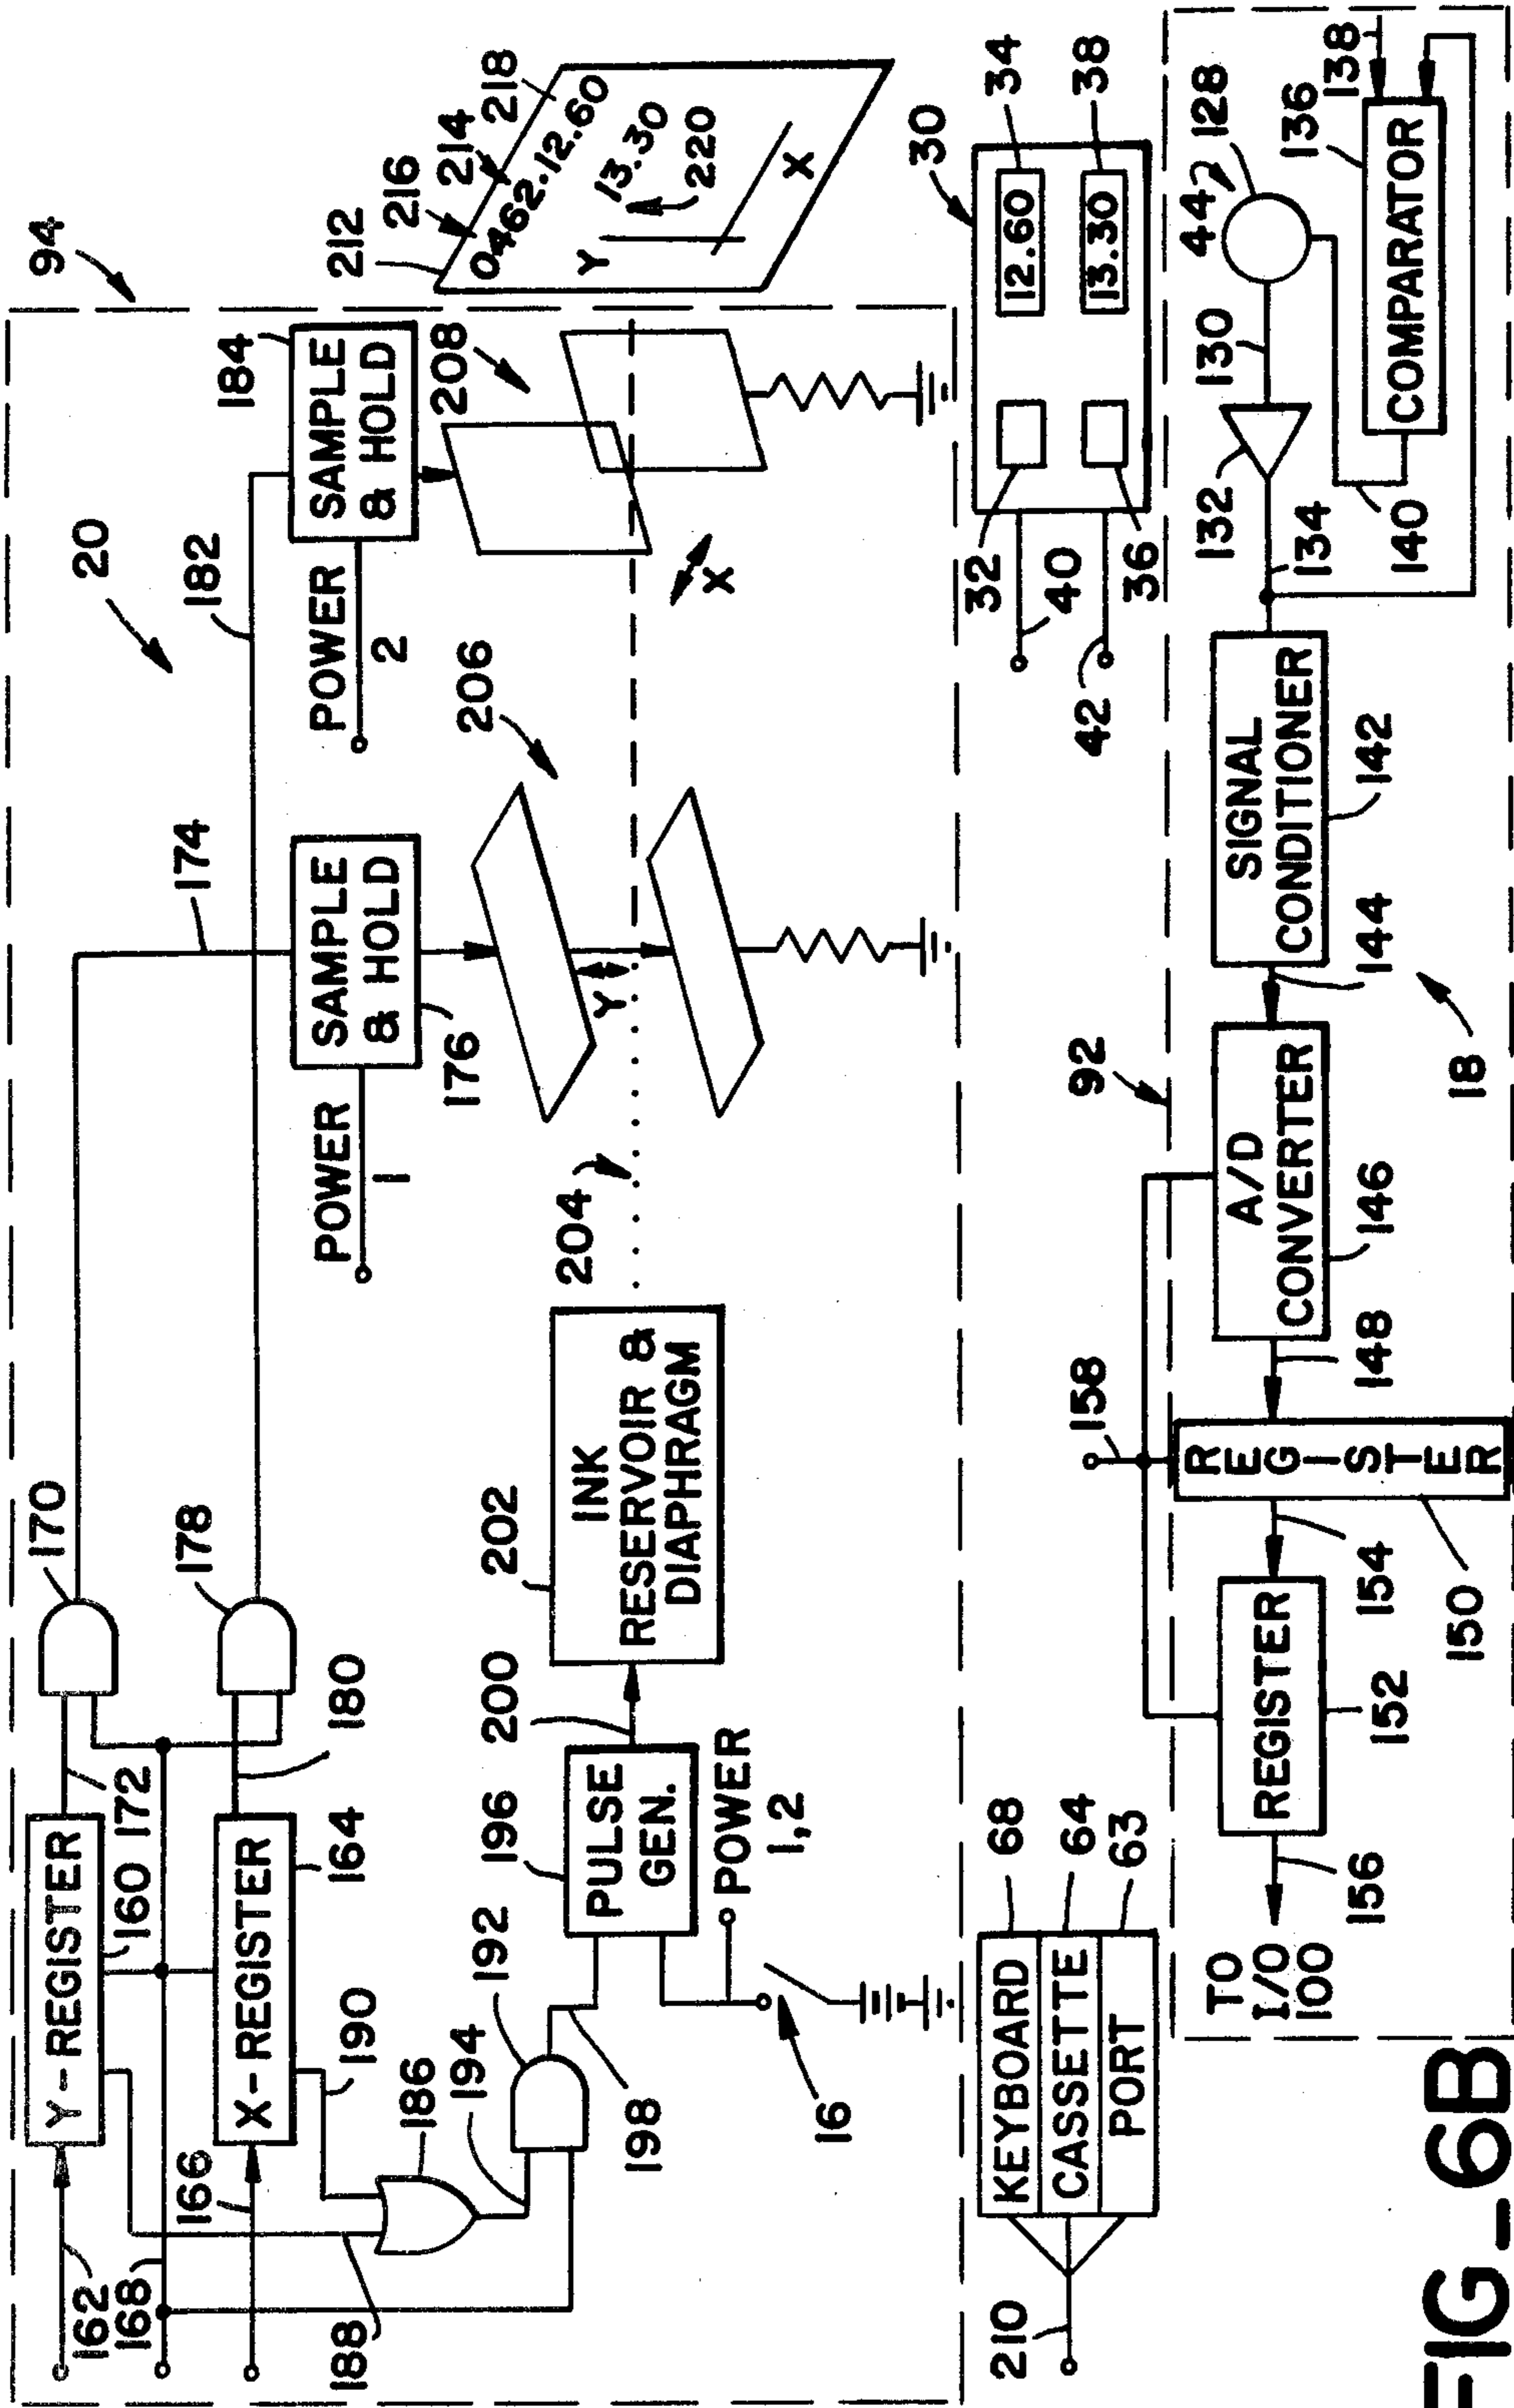 94
20
170
174
182
184
212
216
214
218
Y-REGISTER
172
160
162
168
178
SAMPLE
& HOLD
SAMPLE
& HOLD
0462·12.60
13.30
220
Y
X
166
X-REGISTER
180
164
190
POWER
1
176
POWER
2
208
188
186
194
192
196
200
202
204
206
Y
X
PULSE
GEN.
INK
RESERVOIR &
DIAPHRAGM
198
16
POWER
1,2
210
KEYBOARD
CASSETTE
PORT
68
64
63
158
92
30
32
40
42
36
12.60
34
13.30
38
TO
I/O
100
156
REGISTER
152
154
REGISTER
150
148
A/D
CONVERTER
146
144
18
SIGNAL
CONDITIONER
142
134
132
130
44
128
140
136
138
COMPARATOR
FIG_6B